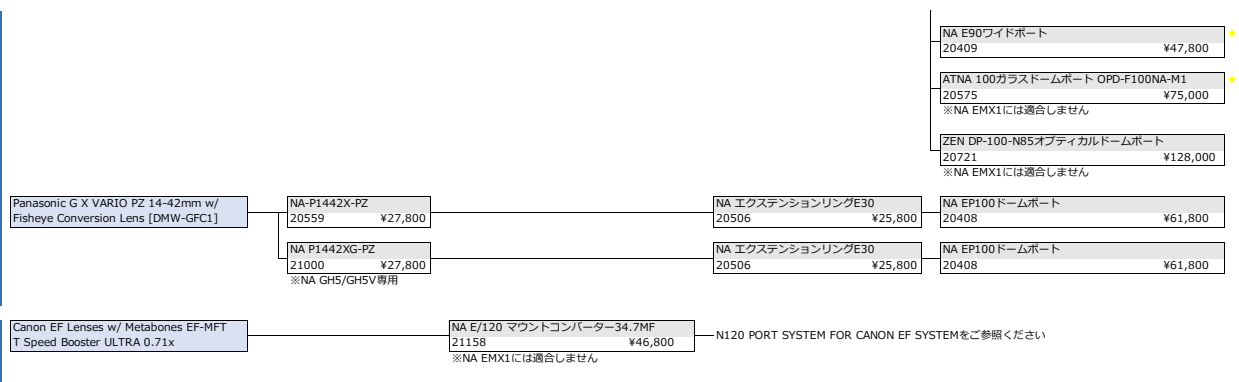 NA E90ワイドポート
20409 ¥47,800
ATNA 100ガラスドームポート OPD-F100NA-M1
20575 ¥75,000
※NA EMX1には適合しません
ZEN DP-100-N85オプティカルドームポート
20721 ¥128,000
※NA EMX1には適合しません
Panasonic G X VARIO PZ 14-42mm w/
Fisheye Conversion Lens [DMW-GFC1]
NA-P1442X-PZ
20559 ¥27,800
NA エクステンションリングE30
20506 ¥25,800
NA EP100ドームポート
20408 ¥61,800
NA P1442XG-PZ
21000 ¥27,800
※NA GH5/GH5V専用
NA エクステンションリングE30
20506 ¥25,800
NA EP100ドームポート
20408 ¥61,800
Canon EF Lenses w/ Metabones EF-MFT
T Speed Booster ULTRA 0.71x
NA E/120 マウントコンバーター34.7MF
21158 ¥46,800
※NA EMX1には適合しません
N120 PORT SYSTEM FOR CANON EF SYSTEMをご参照ください